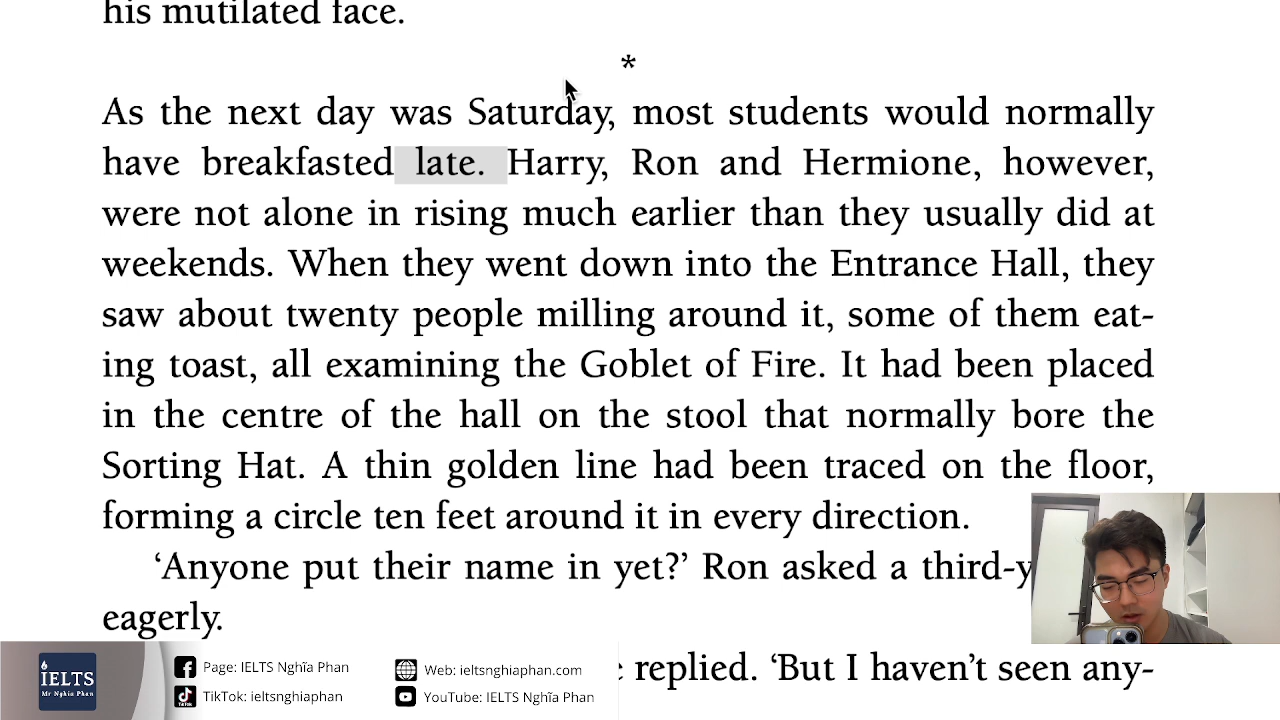 his mutilated face.
*
As the next day was Saturday, most students would normally
have breakfasted late. Harry, Ron and Hermione, however,
were not alone in rising much earlier than they usually did at
weekends. When they went down into the Entrance Hall, they
saw about twenty people milling around it, some of them eat-
ing toast, all examining the Goblet of Fire. It had been placed
in the centre of the hall on the stool that normally bore the
Sorting Hat. A thin golden line had been traced on the floor,
forming a circle ten feet around it in every direction.
‘Anyone put their name in yet?’ Ron asked a third-y
eagerly.
replied. ‘But I haven’t seen any-
IELTS
Mr Nghia Phan
Page: IELTS Nghĩa Phan
TikTok: ieltsnghiaphan
Web: ieltsnghiaphan.com
YouTube: IELTS Nghĩa Phan